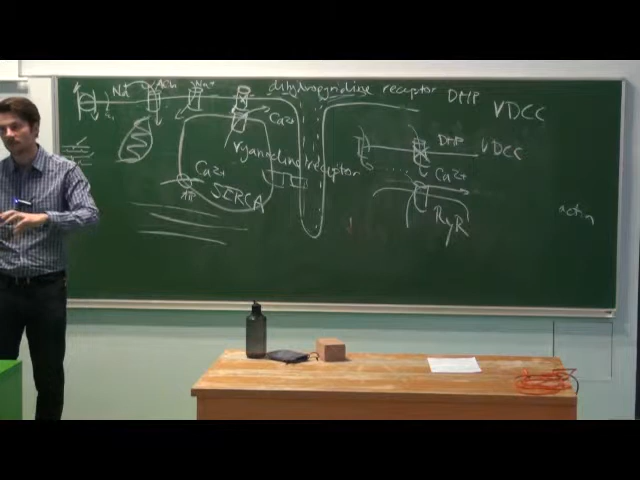 Na
ACh
Na+
dihydropyridine receptor DHP VDCC
Ca2+
ryanodine receptor
DHP VDCC
Ca2+
Ca2+
SERCA
RyR
actin